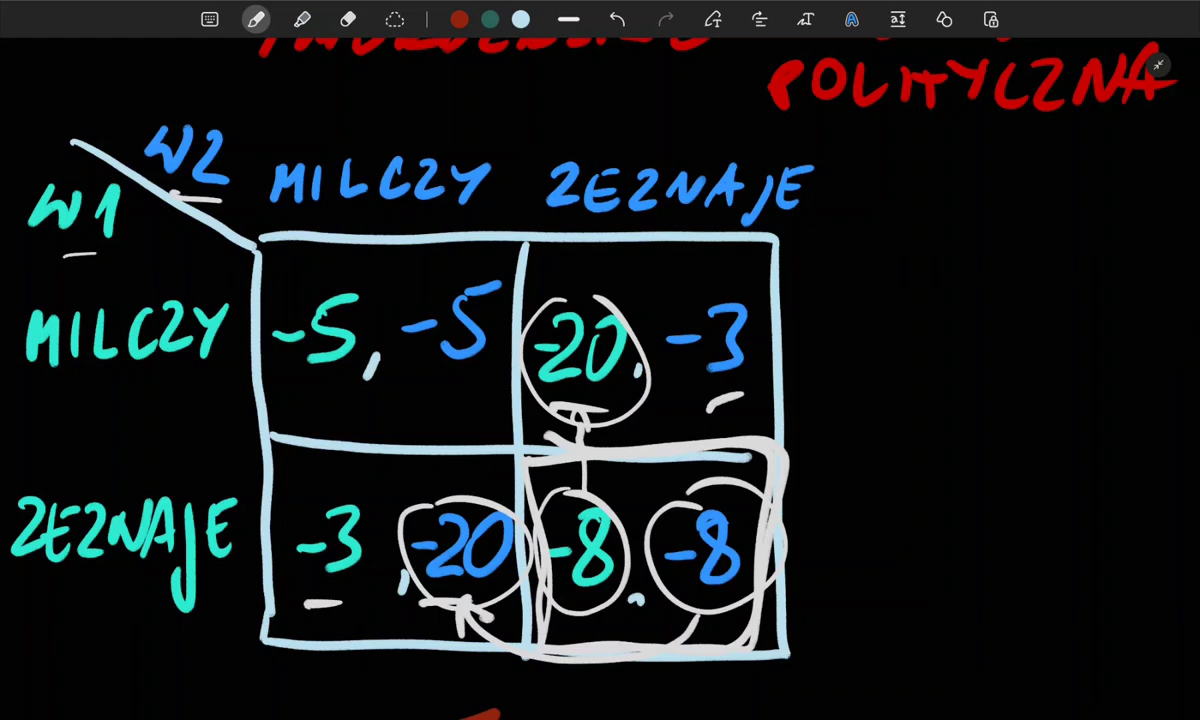 POLITYCZNA
W2
W1
MILCZY ZEZNAJE
MILCZY -5, -5 -20, -3
ZEZNAJE -3, -20 -8, -8